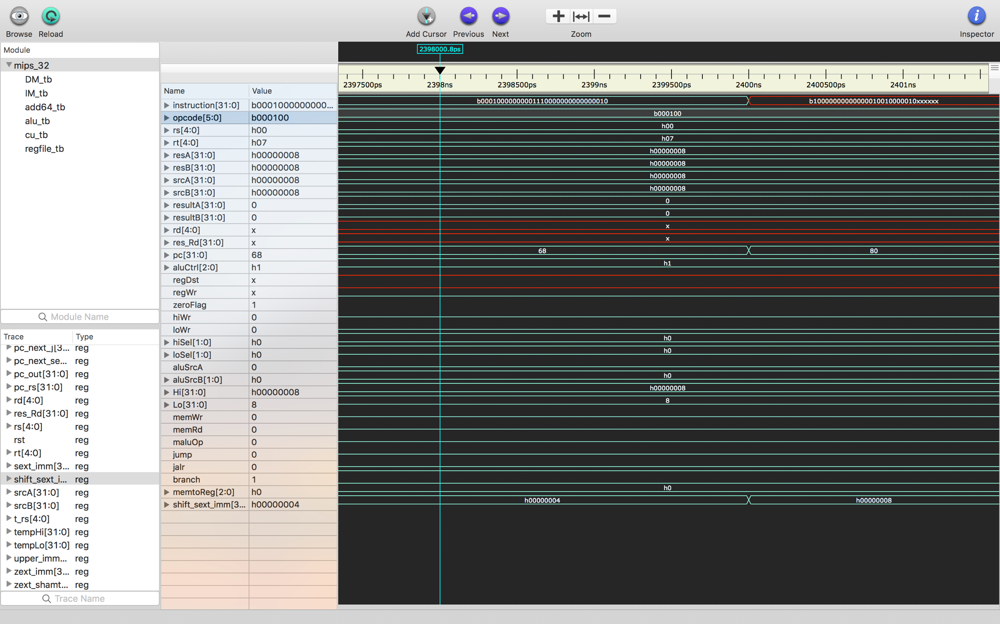 Browse
Reload
Add Cursor
Previous
Next
Zoom
Inspector
Module
mips_32
DM_tb
IM_tb
add64_tb
alu_tb
cu_tb
regfile_tb
Module Name
Trace Type
pc_next_j[3... reg
pc_next_se... reg
pc_out[31:0] reg
pc_rs[31:0] reg
rd[4:0] reg
res_Rd[31:0] reg
rs[4:0] reg
rst reg
rt[4:0] reg
sext_imm[3... reg
shift_sext_i... reg
srcA[31:0] reg
srcB[31:0] reg
t_rs[4:0] reg
tempHi[31:0] reg
tempLo[31:0] reg
upper_imm... reg
zext_imm[3... reg
zext_shamt... reg
Trace Name
Name Value
instruction[31:0] b0001000000000...
opcode[5:0] b000100
rs[4:0] h00
rt[4:0] h07
resA[31:0] h00000008
resB[31:0] h00000008
srcA[31:0] h00000008
srcB[31:0] h00000008
resultA[31:0] 0
resultB[31:0] 0
rd[4:0] x
res_Rd[31:0] x
pc[31:0] 68
aluCtrl[2:0] h1
regDst x
regWr x
zeroFlag 1
hiWr 0
loWr 0
hiSel[1:0] h0
loSel[1:0] h0
aluSrcA 0
aluSrcB[1:0] h0
Hi[31:0] h00000008
Lo[31:0] 8
memWr 0
memRd 0
maluOp 0
jump 0
jalr 0
branch 1
memtoReg[2:0] h0
shift_sext_imm[3... h00000004
2398000.8ps
2397500ps 2398ns 2398500ps 2399ns 2399500ps 2400ns 2400500ps 2401ns
b00010000000001110000000000000010 b10000000000000010010000010xxxxxx
b000100
h00
h07
h00000008
h00000008
h00000008
h00000008
0
0
x
x
68 80
h1
h0
h0
h0
h00000008
8
h0
h00000004 h00000008